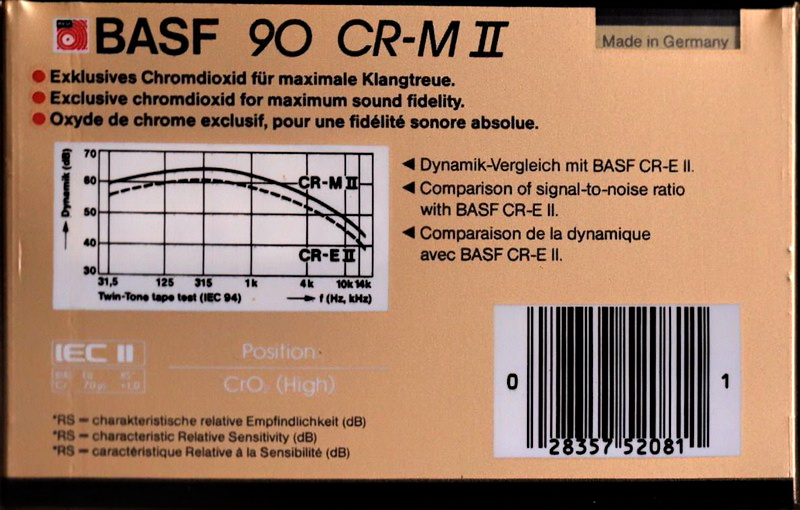 BASF 90 CR-M II
Made in Germany
Exklusives Chromdioxid für maximale Klangtreue.
Exclusive chromdioxid for maximum sound fidelity.
Oxyde de chrome exclusif, pour une fidélité sonore absolue.
Dynamik (dB)
70
60
50
40
30
CR-M II
CR-E II
31,5 125 315 1k 4k 10k 14k
Twin-Tone tape test (IEC 94) f (Hz, kHz)
◄ Dynamik-Vergleich mit BASF CR-E II.
◄ Comparison of signal-to-noise ratio
with BASF CR-E II.
◄ Comparaison de la dynamique
avec BASF CR-E II.
IEC II
Position:
CrO₂ (High)
*RS = charakteristische relative Empfindlichkeit (dB)
*RS = characteristic Relative Sensitivity (dB)
*RS = caractéristique Relative à la Sensibilité (dB)
0 28357 52081 1